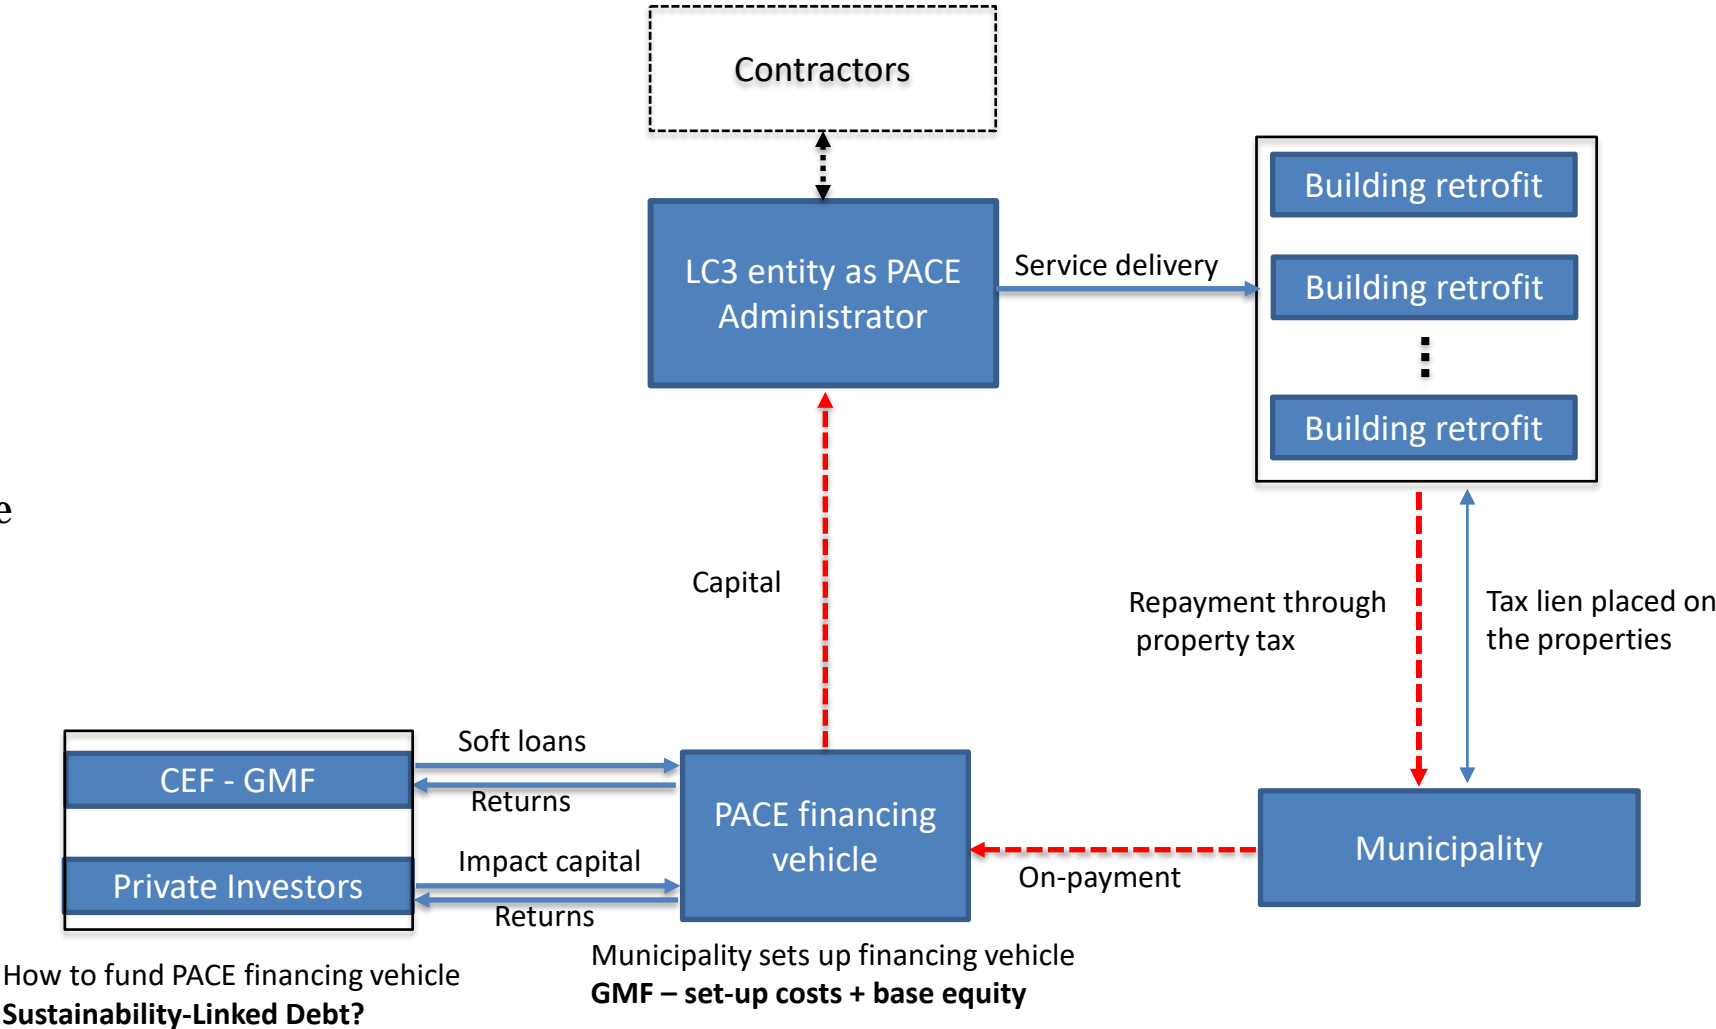 Contractors
Building retrofit
LC3 entity as PACE
Administrator
Service delivery
Building retrofit
Building retrofit
e
Capital
Repayment through
property tax
Tax lien placed on
the properties
Soft loans
CEF - GMF
Returns
PACE financing
vehicle
Municipality
Impact capital
Private Investors
Returns
On-payment
Municipality sets up financing vehicle
GMF – set-up costs + base equity
How to fund PACE financing vehicle
Sustainability-Linked Debt?